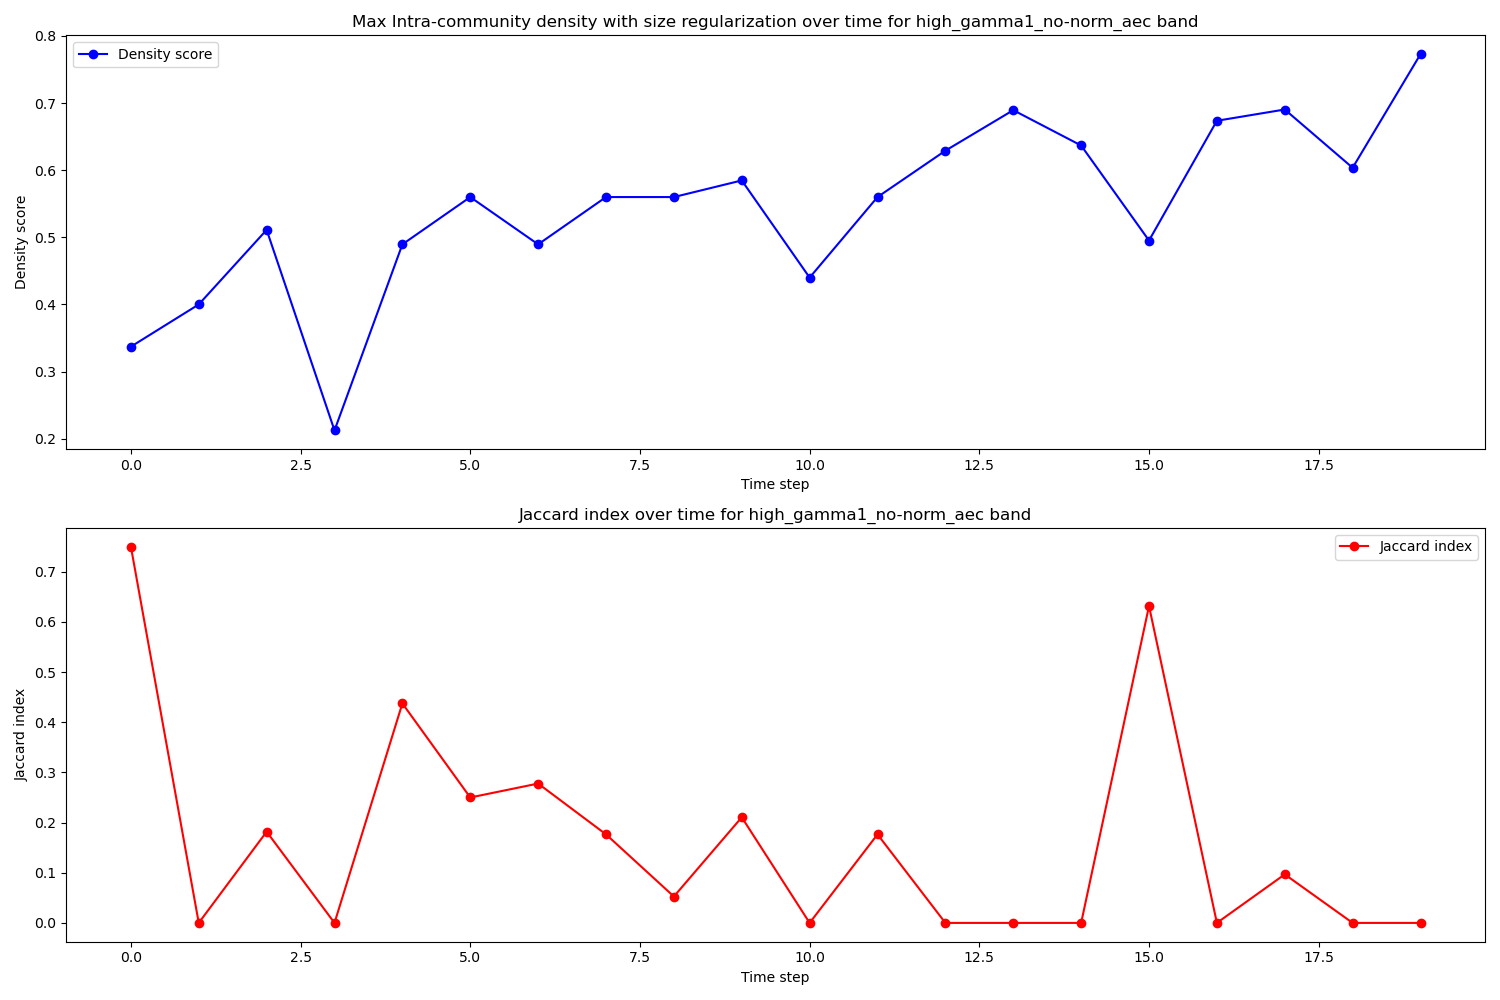 Max Intra-community density with size regularization over time for high_gamma1_no-norm_aec band
0.8
0.7
0.6
0.5
0.4
0.3
0.2
Density score
Density score
0.0 2.5 5.0 7.5 10.0 12.5 15.0 17.5
Time step
Jaccard index over time for high_gamma1_no-norm_aec band
0.7
0.6
0.5
0.4
0.3
0.2
0.1
0.0
Jaccard index
Jaccard index
0.0 2.5 5.0 7.5 10.0 12.5 15.0 17.5
Time step